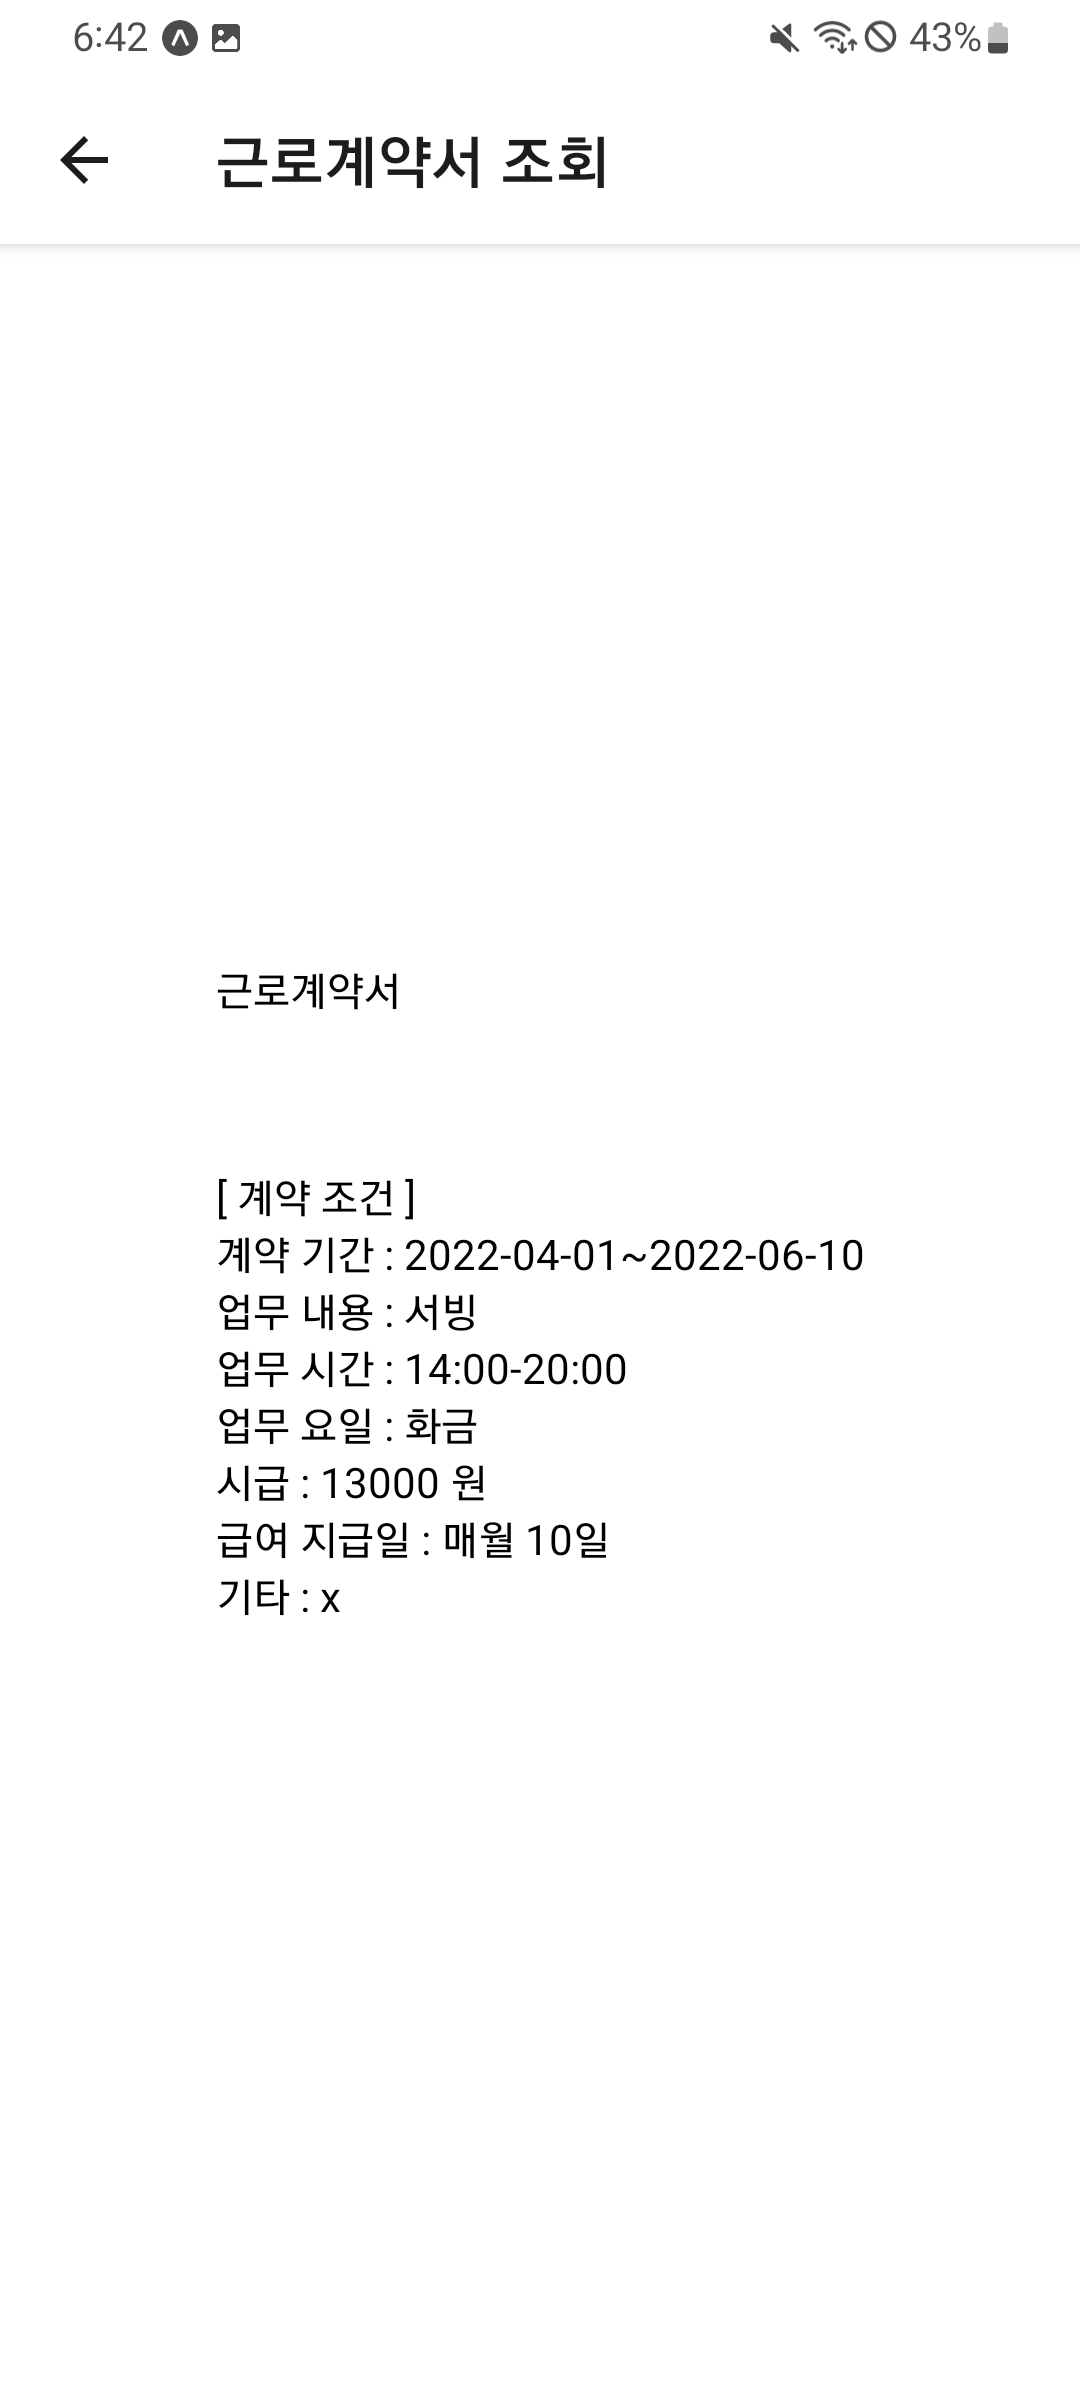 6:42
43%
근로계약서 조회
근로계약서
[ 계약 조건 ]
계약 기간 : 2022-04-01~2022-06-10
업무 내용 : 서빙
업무 시간 : 14:00-20:00
업무 요일 : 화금
시급 : 13000 원
급여 지급일 : 매월 10일
기타 : x